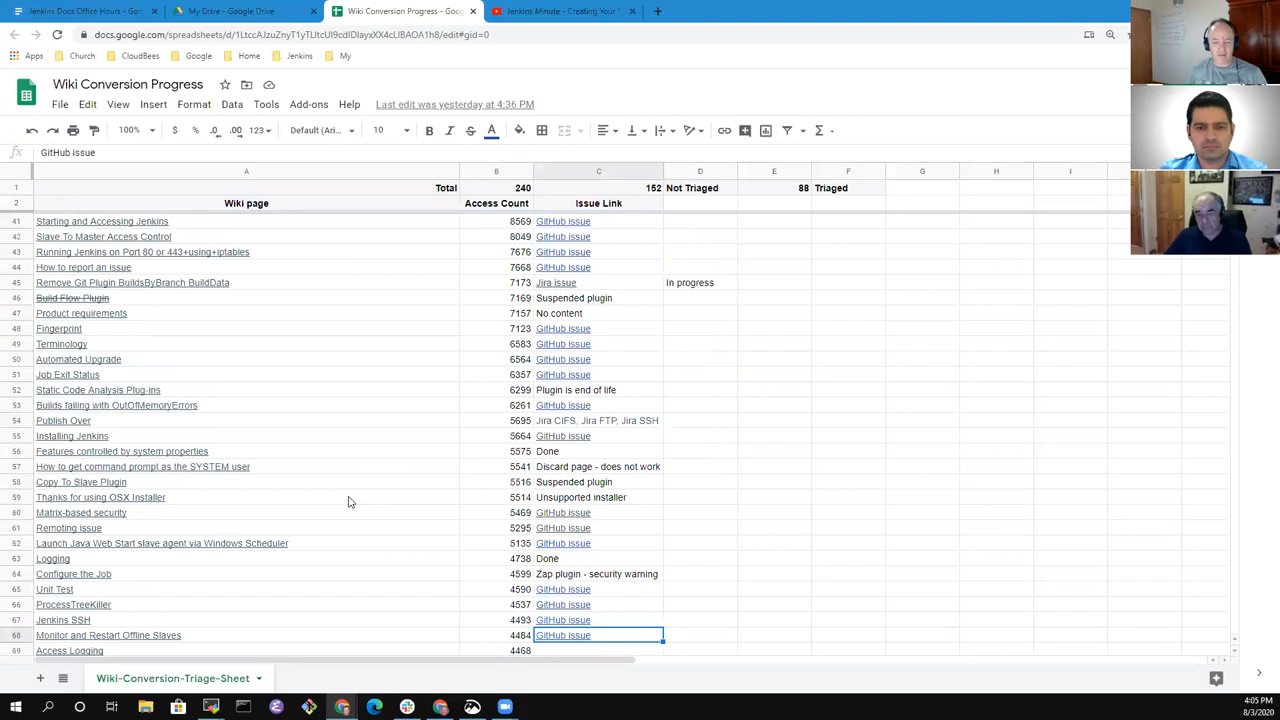 Jenkins Docs Office Hours - Goo
My Drive - Google Drive
Wiki Conversion Progress - Goog
Jenkins Minute - Creating Your
docs.google.com/spreadsheets/d/
/edit#gid=0
Apps Church CloudBees Google Home Jenkins My
Wiki Conversion Progress
File Edit View Insert Format Data Tools Add-ons Help Last edit was yesterday at 4:36 PM
100% $ % .0 .00 123 Default (Ari... 10 B I S A
fx GitHub issue
A B C D E F G H I
1 Total 240 152 Not Triaged 88 Triaged
2 Wiki page Access Count Issue Link
41 Starting and Accessing Jenkins 8569 GitHub issue
42 Slave To Master Access Control 8049 GitHub issue
43 Running Jenkins on Port 80 or 443+using+iptables 7676 GitHub issue
44 How to report an issue 7668 GitHub issue
45 Remove Git Plugin BuildsByBranch BuildData 7173 Jira issue In progress
46 Build Flow Plugin 7169 Suspended plugin
47 Product requirements 7157 No content
48 Fingerprint 7123 GitHub issue
49 Terminology 6583 GitHub issue
50 Automated Upgrade 6564 GitHub issue
51 Job Exit Status 6357 GitHub issue
52 Static Code Analysis Plug-ins 6299 Plugin is end of life
53 Builds failing with OutOfMemoryErrors 6261 GitHub issue
54 Publish Over 5695 Jira CIFS, Jira FTP, Jira SSH
55 Installing Jenkins 5664 GitHub issue
56 Features controlled by system properties 5575 Done
57 How to get command prompt as the SYSTEM user 5541 Discard page - does not work
58 Copy To Slave Plugin 5516 Suspended plugin
59 Thanks for using OSX Installer 5514 Unsupported installer
60 Matrix-based security 5469 GitHub issue
61 Remoting issue 5295 GitHub issue
62 Launch Java Web Start slave agent via Windows Scheduler 5135 GitHub issue
63 Logging 4738 Done
64 Configure the Job 4599 Zap plugin - security warning
65 Unit Test 4590 GitHub issue
66 ProcessTreeKiller 4537 GitHub issue
67 Jenkins SSH 4493 GitHub issue
68 Monitor and Restart Offline Slaves 4484 GitHub issue
69 Access Logging 4468
Wiki-Conversion-Triage-Sheet
4:05 PM
8/3/2020